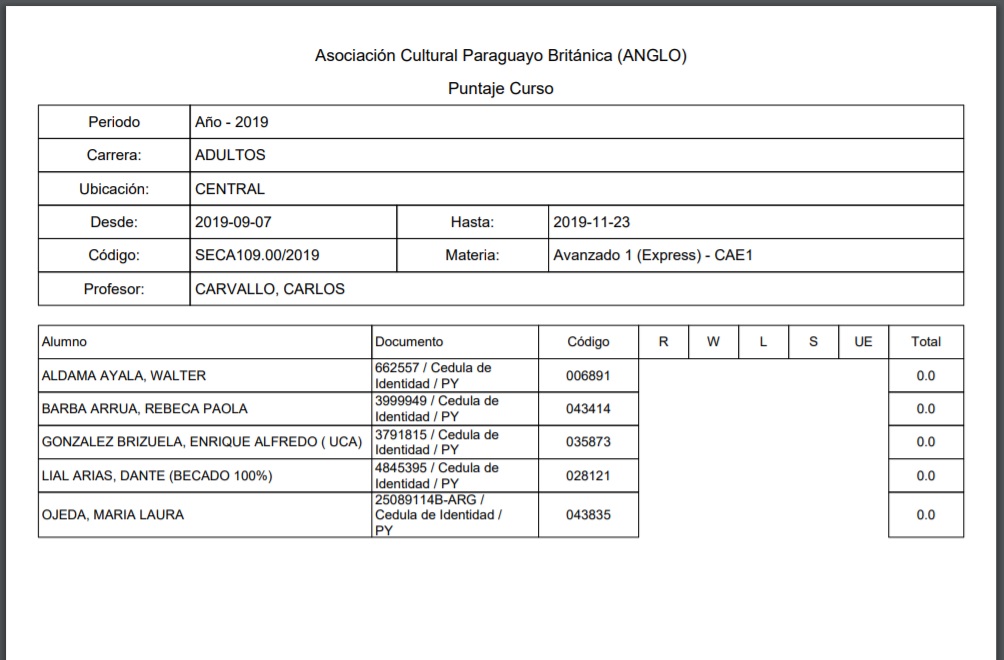 Asociación Cultural Paraguayo Británica (ANGLO)
Puntaje Curso
Periodo Año - 2019
Carrera: ADULTOS
Ubicación: CENTRAL
Desde: 2019-09-07 Hasta: 2019-11-23
Código: SECA109.00/2019 Materia: Avanzado 1 (Express) - CAE1
Profesor: CARVALLO, CARLOS
Alumno Documento Código R W L S UE Total
ALDAMA AYALA, WALTER 662557 / Cedula de Identidad / PY 006891 0.0
BARBA ARRUA, REBECA PAOLA 3999949 / Cedula de Identidad / PY 043414 0.0
GONZALEZ BRIZUELA, ENRIQUE ALFREDO ( UCA) 3791815 / Cedula de Identidad / PY 035873 0.0
LIAL ARIAS, DANTE (BECADO 100%) 4845395 / Cedula de Identidad / PY 028121 0.0
OJEDA, MARIA LAURA 25089114B-ARG / Cedula de Identidad / PY 043835 0.0